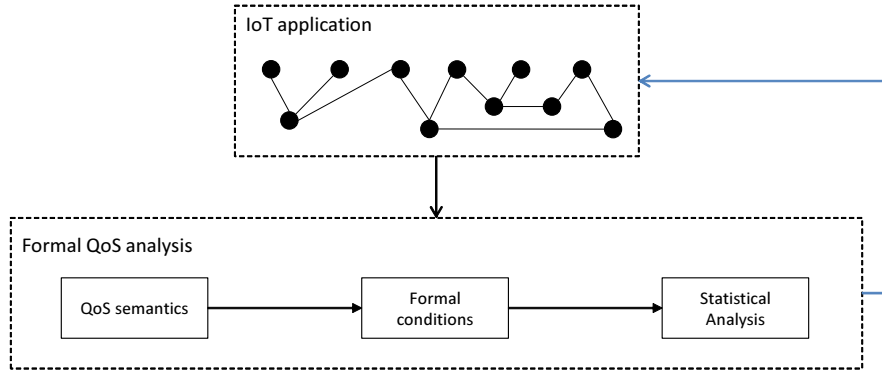 IoT application
Formal QoS analysis
QoS semantics
Formal
conditions
Statistical
Analysis